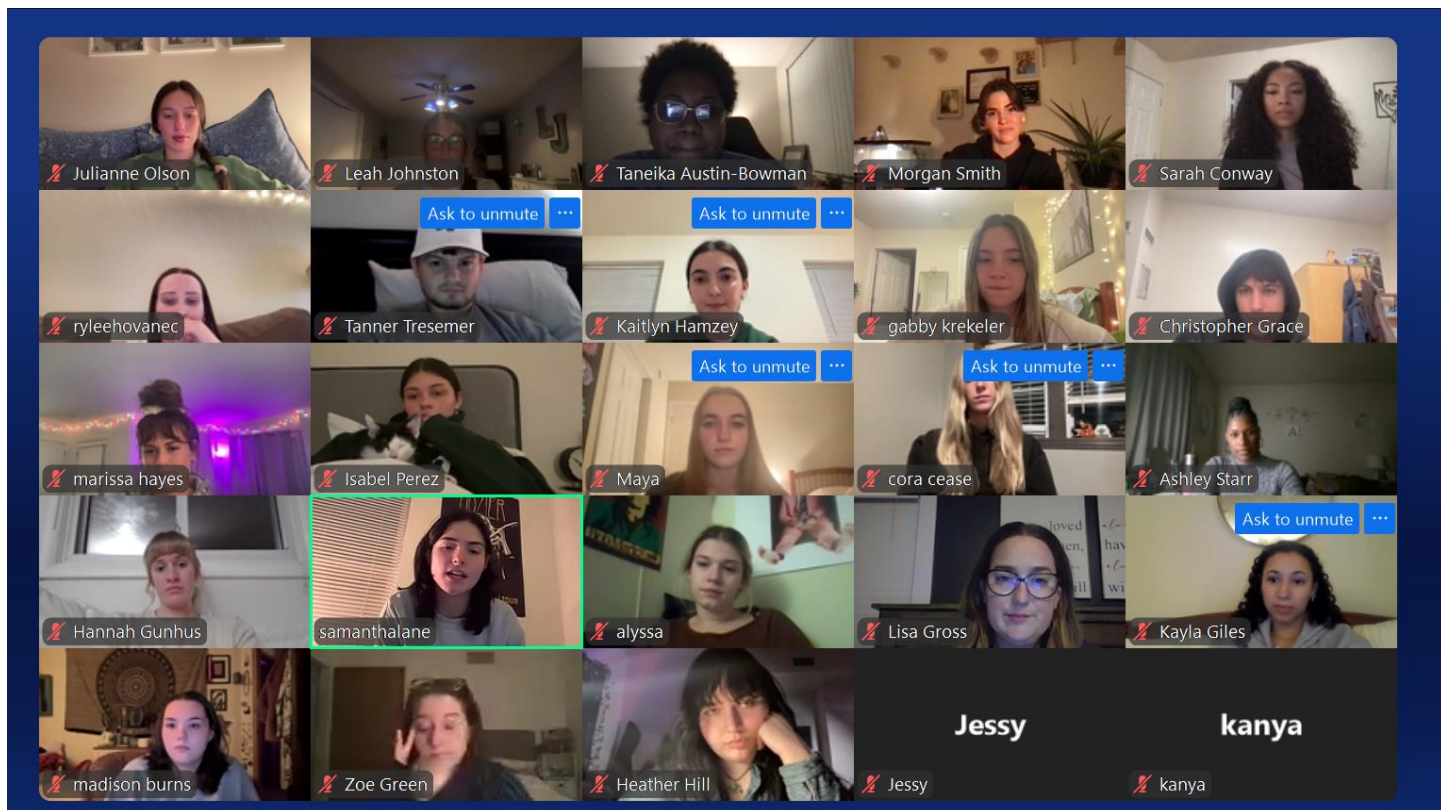 Julianne Olson
Leah Johnston
Taneika Austin-Bowman
Morgan Smith
Sarah Conway
ryleehovanec
Ask to unmute ...
Tanner Tresemer
Ask to unmute ...
Kaitlyn Hamzey
gabby krekeler
Christopher Grace
marissa hayes
Isabel Perez
Ask to unmute ...
Maya
Ask to unmute ...
cora cease
Ashley Starr
Hannah Gunhus
HOZIER
TOUR
samanthalane
alyssa
loved
Lisa Gross
Ask to unmute ...
Kayla Giles
madison burns
Zoe Green
Heather Hill
Jessy
Jessy
kanya
kanya